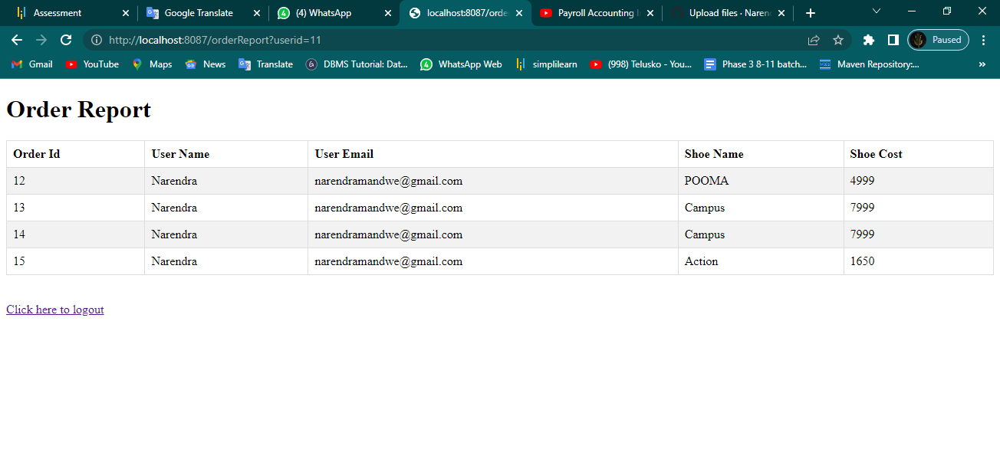 Assessment Google Translate (4) WhatsApp localhost:8087/orde Payroll Accounting Upload files · Naren
http://localhost:8087/orderReport?userid=11 Paused
Gmail YouTube Maps News Translate DBMS Tutorial: Dat... WhatsApp Web simplilearn (998) Telusko - You... Phase 3 8-11 batch... Maven Repository:... »
Order Report
Order Id User Name User Email Shoe Name Shoe Cost
12 Narendra narendramandwe@gmail.com POOMA 4999
13 Narendra narendramandwe@gmail.com Campus 7999
14 Narendra narendramandwe@gmail.com Campus 7999
15 Narendra narendramandwe@gmail.com Action 1650
Click here to logout